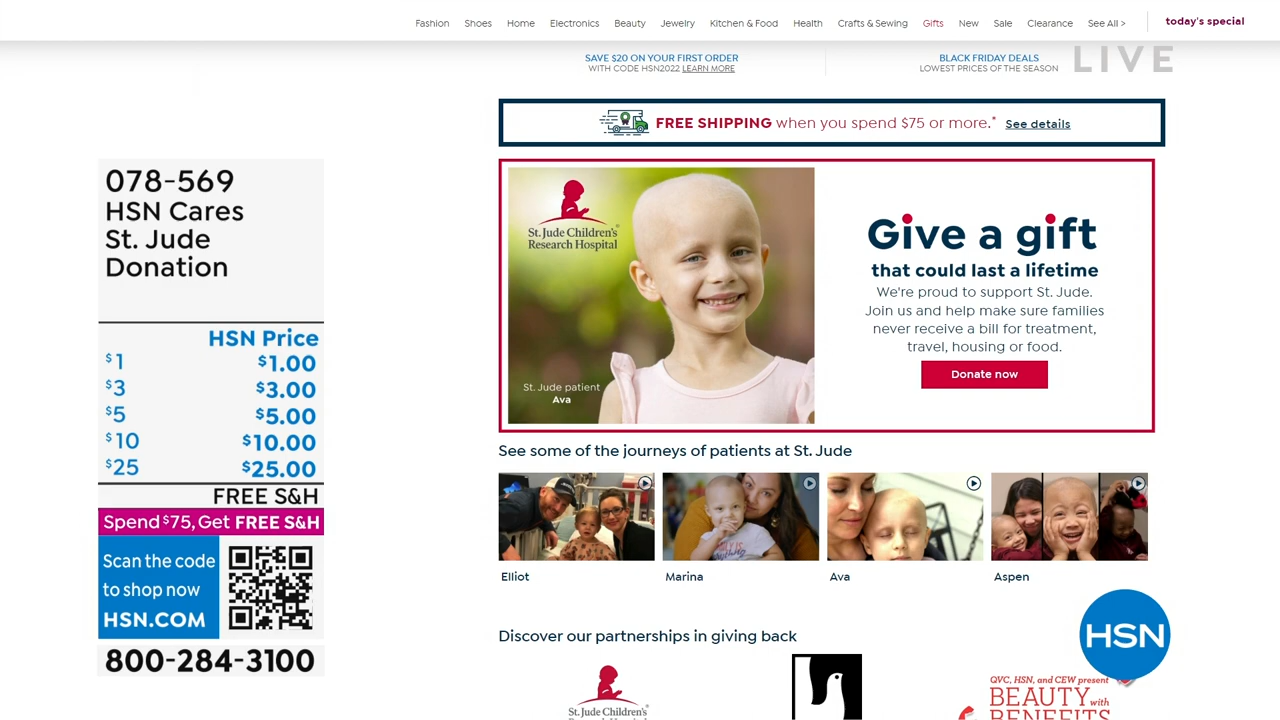 Fashion Shoes Home Electronics Beauty Jewelry Kitchen & Food Health Crafts & Sewing Gifts New Sale Clearance See All > today's special
SAVE $20 ON YOUR FIRST ORDER
WITH CODE HSN2022 LEARN MORE
BLACK FRIDAY DEALS
LOWEST PRICES OF THE SEASON
LIVE
FREE SHIPPING when you spend $75 or more.* See details
078-569
HSN Cares
St. Jude
Donation
HSN Price
$1 $1.00
$3 $3.00
$5 $5.00
$10 $10.00
$25 $25.00
FREE S&H
Spend $75, Get FREE S&H
Scan the code
to shop now
HSN.COM
800-284-3100
St. Jude Children's
Research Hospital
St. Jude patient
Ava
Give a gift
that could last a lifetime
We're proud to support St. Jude.
Join us and help make sure families
never receive a bill for treatment,
travel, housing or food.
Donate now
See some of the journeys of patients at St. Jude
Elliot Marina Ava Aspen
Discover our partnerships in giving back
HSN
St. Jude Children's
Research Hospital
QVC, HSN, and CEW present
BEAUTY with
BENEFITS